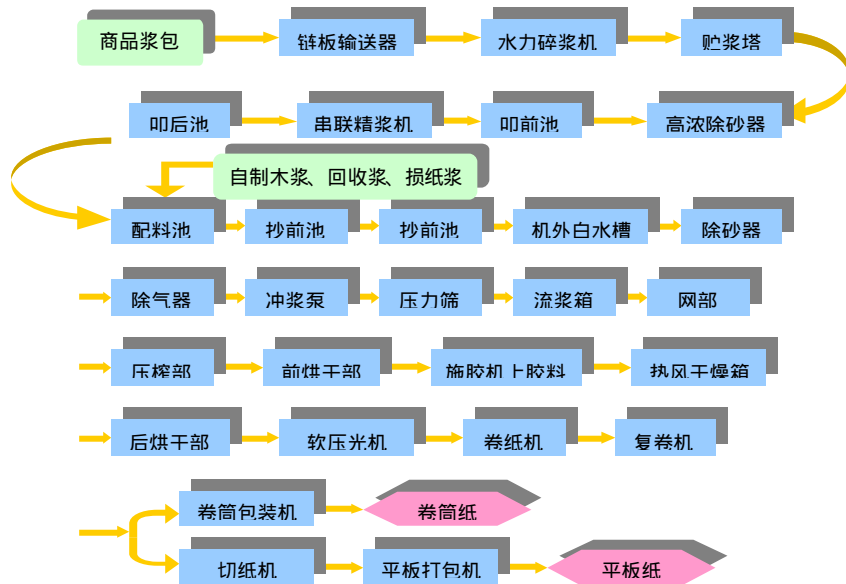 商品浆包 链板输送器 水力碎浆机 贮浆塔
叩后池 串联精浆机 叩前池 高浓除砂器
自制木浆、回收浆、损纸浆
配料池 抄前池 抄前池 机外白水槽 除砂器
除气器 冲浆泵 压力筛 流浆箱 网部
压榨部 前烘干部 施胶机上胶料 热风干燥箱
后烘干部 软压光机 卷纸机 复卷机
卷筒包装机 卷筒纸
切纸机 平板打包机 平板纸